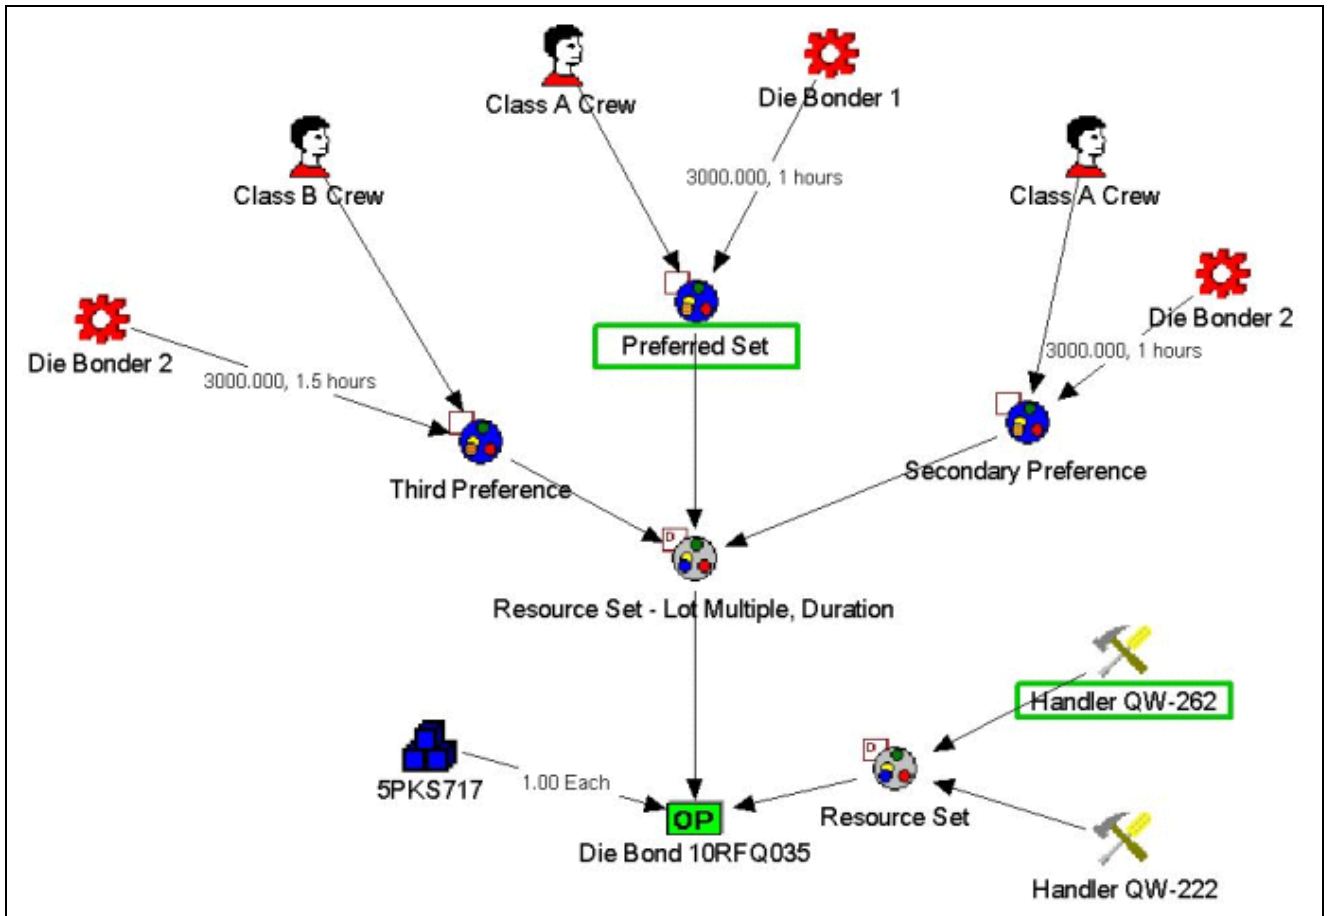 Class A Crew
Die Bonder 1
Class B Crew
3000.000, 1 hours
Class A Crew
Die Bonder 2
Die Bonder 2
3000.000, 1.5 hours
Preferred Set
3000.000, 1 hours
Third Preference
Secondary Preference
D
Resource Set - Lot Multiple, Duration
Handler QW-262
D
5PKS717
1.00 Each
OP
Resource Set
Die Bond 10RFQ035
Handler QW-222